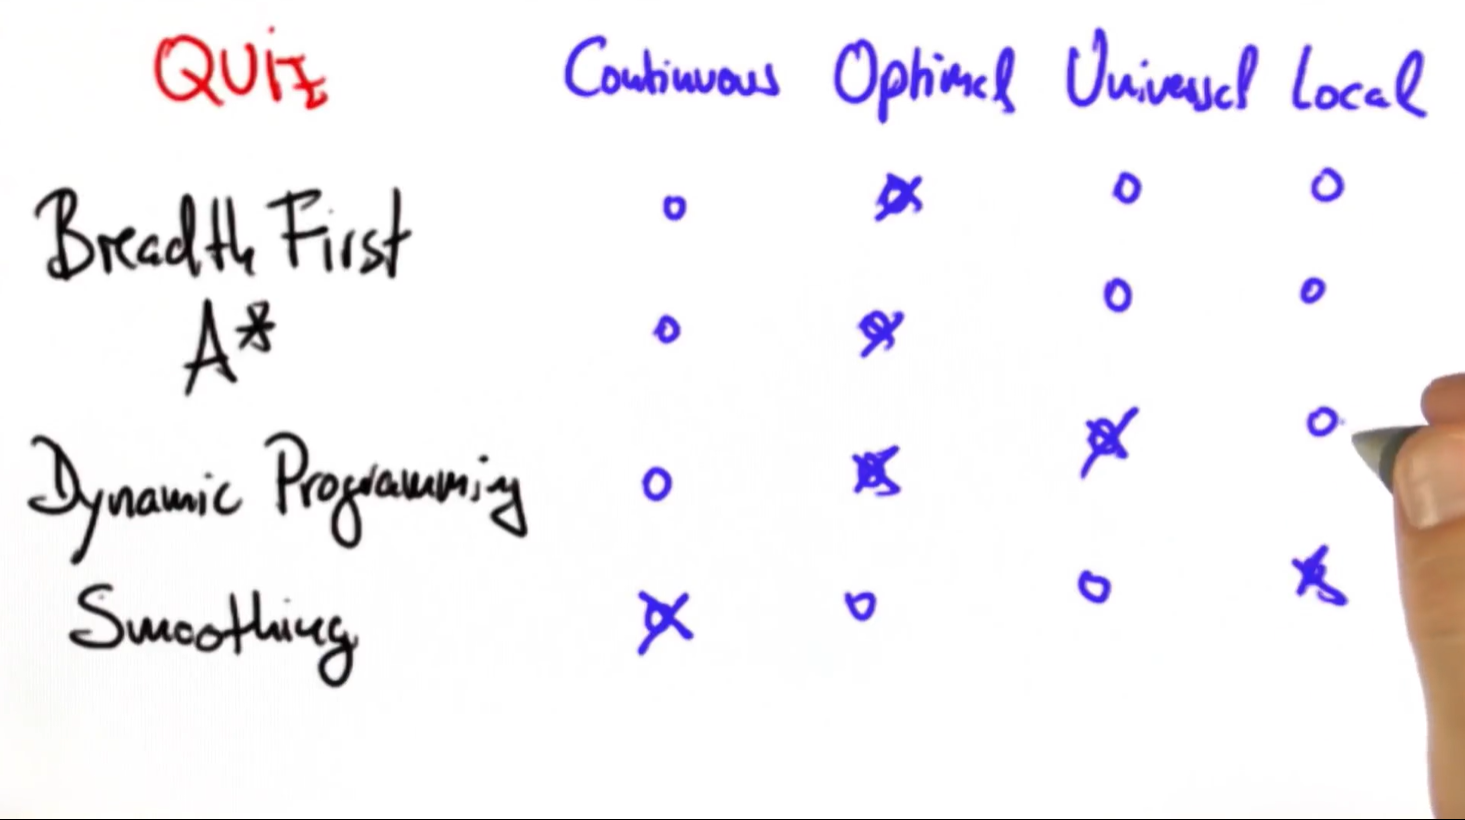 QUIZ Continuous Optimal Universal Local
Breadth First
A*
Dynamic Programming
Smoothing